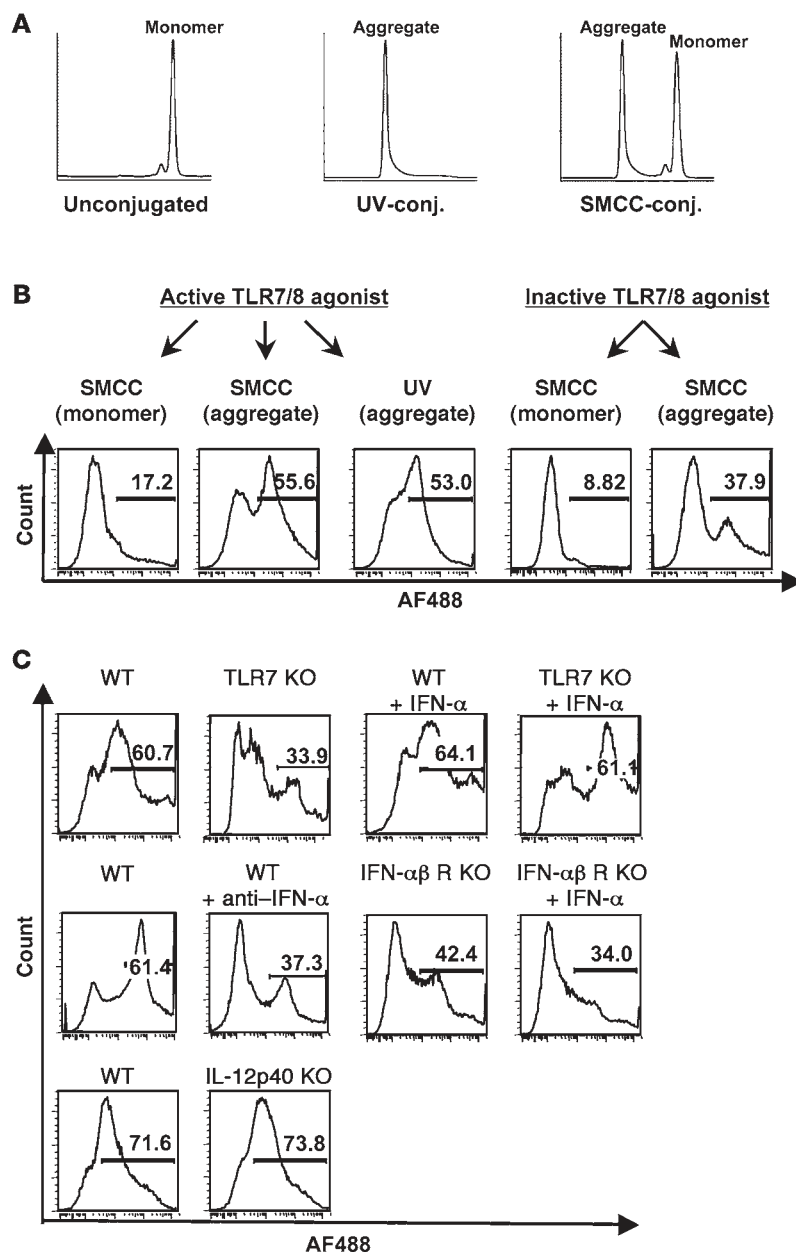 A
Monomer
Aggregate
Aggregate
Monomer
Unconjugated
UV-conj.
SMCC-conj.
B
Active TLR7/8 agonist
Inactive TLR7/8 agonist
SMCC
(monomer)
SMCC
(aggregate)
UV
(aggregate)
SMCC
(monomer)
SMCC
(aggregate)
17.2
55.6
53.0
8.82
37.9
Count
AF488
C
WT
TLR7 KO
WT
+ IFN-α
TLR7 KO
+ IFN-α
60.7
33.9
64.1
61.1
WT
WT
+ anti–IFN-α
IFN-αβ R KO
IFN-αβ R KO
+ IFN-α
61.4
37.3
42.4
34.0
Count
WT
IL-12p40 KO
71.6
73.8
AF488